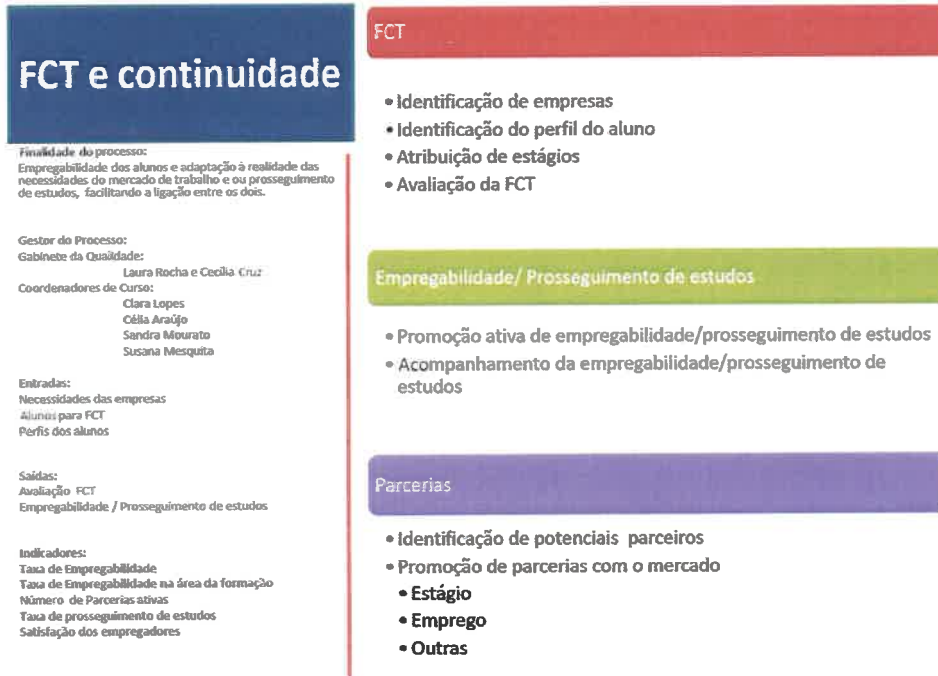 FCT e continuidade
Finalidade do processo:
Empregabilidade dos alunos e adaptação à realidade das
necessidades do mercado de trabalho e ou prosseguimento
de estudos, facilitando a ligação entre os dois.
Gestor do Processo:
Gabinete da Qualidade:
Laura Rocha e Cecília Cruz
Coordenadores de Curso:
Clara Lopes
Célia Araújo
Sandra Mourato
Susana Mesquita
Entradas:
Necessidades das empresas
Alunos para FCT
Perfis dos alunos
Saídas:
Avaliação FCT
Empregabilidade / Prosseguimento de estudos
Indicadores:
Taxa de Empregabilidade
Taxa de Empregabilidade na área da formação
Número de Parcerias ativas
Taxa de prosseguimento de estudos
Satisfação dos empregadores
FCT
• Identificação de empresas
• Identificação do perfil do aluno
• Atribuição de estágios
• Avaliação da FCT
Empregabilidade/ Prosseguimento de estudos
• Promoção ativa de empregabilidade/prosseguimento de estudos
• Acompanhamento da empregabilidade/prosseguimento de
estudos
Parcerias
• Identificação de potenciais parceiros
• Promoção de parcerias com o mercado
• Estágio
• Emprego
• Outras